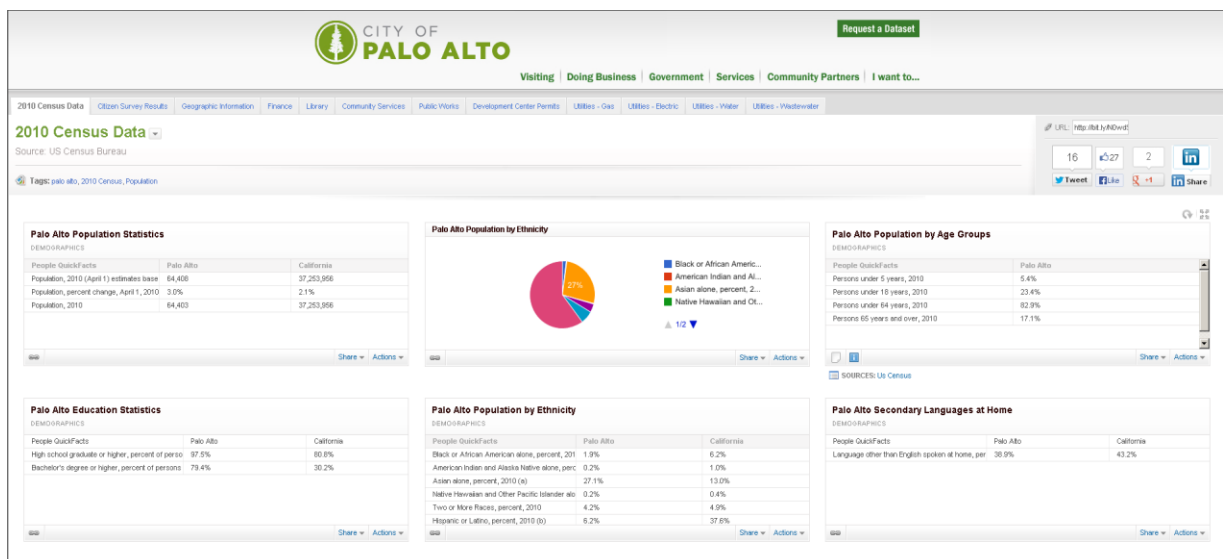 CITY OF
PALO ALTO
Request a Dataset
Visiting Doing Business Government Services Community Partners I want to...
2010 Census Data Citizen Survey Results Geographic Information Finance Library Community Services Public Works Development Center Permits Utilities - Gas Utilities - Electric Utilities - Water Utilities - Wastewater
2010 Census Data
Source: US Census Bureau
Tags: palo alto, 2010 Census, Population
URL:
16 27 2 in
Tweet Like +1 in Share
Palo Alto Population Statistics
DEMOGRAPHICS
People QuickFacts Palo Alto California
Population, 2010 (April 1) estimates base 64,408 37,253,956
Population, percent change, April 1, 2010 3.0% 2.1%
Population, 2010 64,403 37,253,956
Share Actions
Palo Alto Population by Ethnicity
27%
Black or African Americ...
American Indian and Al...
Asian alone, percent, 2...
Native Hawaiian and Ot...
1/2
Share Actions
Palo Alto Population by Age Groups
DEMOGRAPHICS
People QuickFacts Palo Alto
Persons under 5 years, 2010 5.4%
Persons under 18 years, 2010 23.4%
Persons under 64 years, 2010 82.9%
Persons 65 years and over, 2010 17.1%
Share Actions
SOURCES: Us Census
Palo Alto Education Statistics
DEMOGRAPHICS
People QuickFacts Palo Alto California
High school graduate or higher, percent of perso 97.5% 80.8%
Bachelor's degree or higher, percent of persons 79.4% 30.2%
Share Actions
Palo Alto Population by Ethnicity
DEMOGRAPHICS
People QuickFacts Palo Alto California
Black or African American alone, percent, 201 1.9% 6.2%
American Indian and Alaska Native alone, perc 0.2% 1.0%
Asian alone, percent, 2010 (a) 27.1% 13.0%
Native Hawaiian and Other Pacific Islander alo 0.2% 0.4%
Two or More Races, percent, 2010 4.2% 4.9%
Hispanic or Latino, percent, 2010 (b) 6.2% 37.6%
Share Actions
Palo Alto Secondary Languages at Home
DEMOGRAPHICS
People QuickFacts Palo Alto California
Language other than English spoken at home, per 38.9% 43.2%
Share Actions